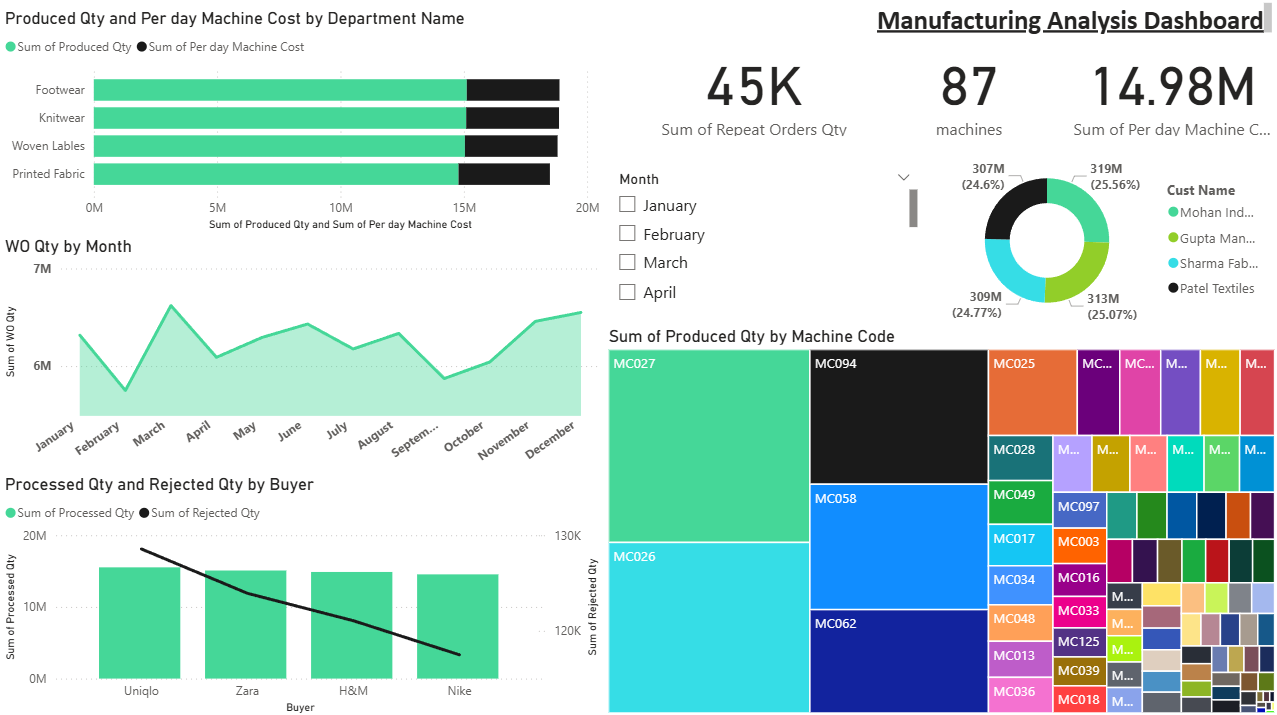 Produced Qty and Per day Machine Cost by Department Name
Sum of Produced Qty Sum of Per day Machine Cost
Footwear
Knitwear
Woven Lables
Printed Fabric
0M 5M 10M 15M 20M
Sum of Produced Qty and Sum of Per day Machine Cost
Manufacturing Analysis Dashboard
45K
Sum of Repeat Orders Qty
87
machines
14.98M
Sum of Per day Machine C...
Month
January
February
March
April
307M
(24.6%)
319M
(25.56%)
309M
(24.77%)
313M
(25.07%)
Cust Name
Mohan Ind...
Gupta Man...
Sharma Fab...
Patel Textiles
WO Qty by Month
7M
6M
Sum of WO Qty
January February March April May June July August Septem... October November December
Processed Qty and Rejected Qty by Buyer
Sum of Processed Qty Sum of Rejected Qty
20M
10M
0M
Sum of Processed Qty
130K
120K
Sum of Rejected Qty
Uniqlo Zara H&M Nike
Buyer
Sum of Produced Qty by Machine Code
MC027
MC026
MC094
MC058
MC062
MC025 MC... MC... M... M... M...
MC028 M... M... M... M... M... M...
MC049
MC017
MC034
MC048
MC013
MC036
MC097
MC003
MC016
MC033
MC125
MC039
MC018
M...
M...
M...
M...
M...